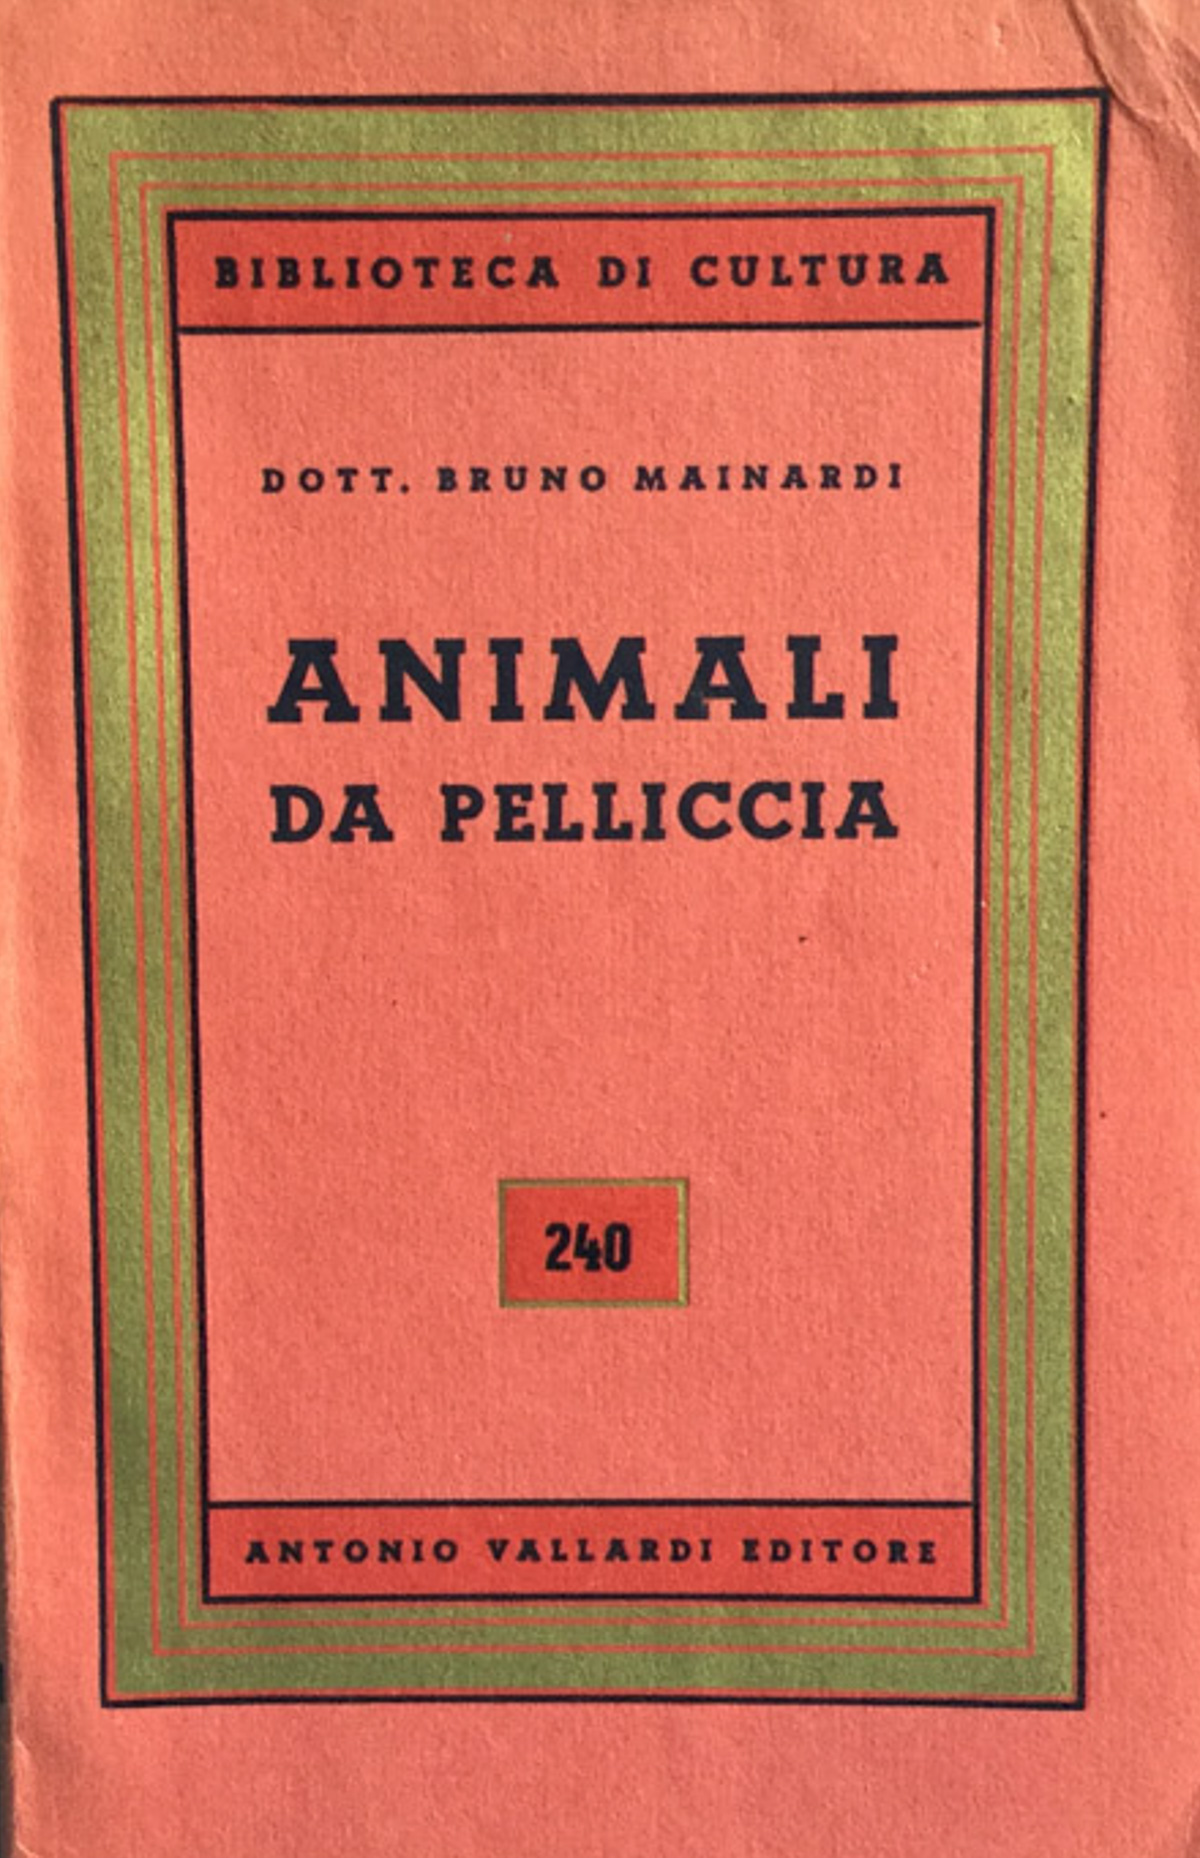 BIBLIOTECA DI CULTURA
DOTT. BRUNO MAINARDI
ANIMALI
DA PELLICCIA
240
ANTONIO VALLARDI EDITORE